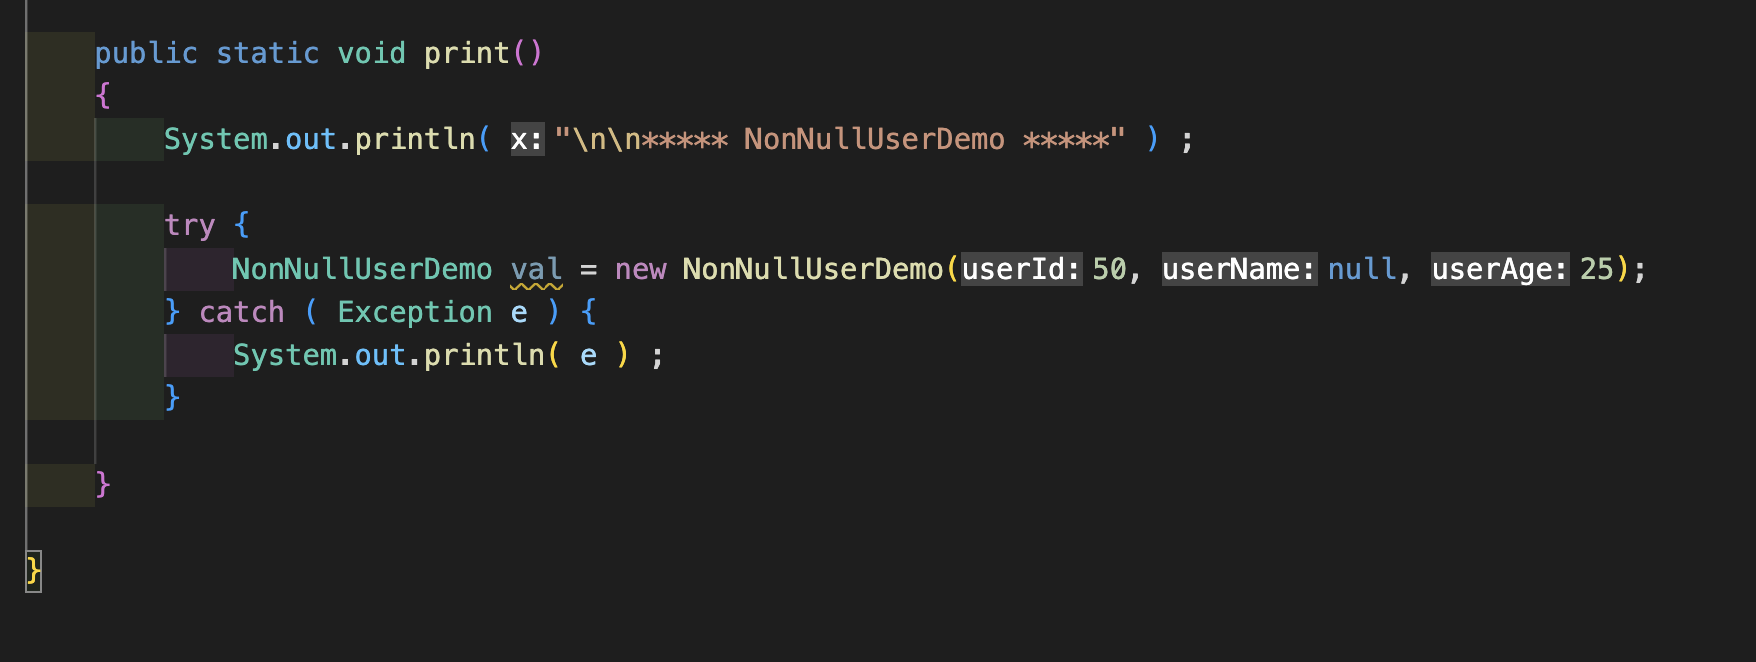 public static void print()
{
System.out.println( x: "\n\n***** NonNullUserDemo *****" ) ;
try {
NonNullUserDemo val = new NonNullUserDemo(userId: 50, userName: null, userAge: 25);
} catch ( Exception e ) {
System.out.println( e ) ;
}
}
}